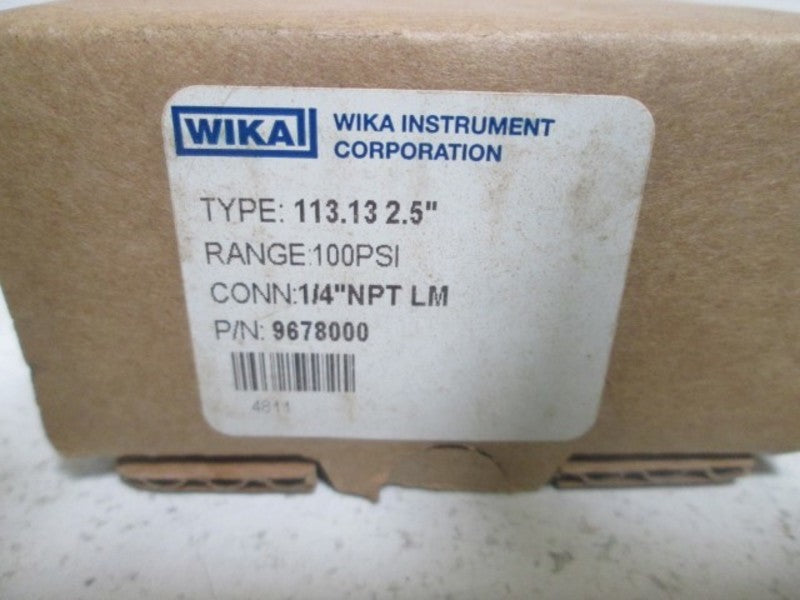 WIKA
WIKA INSTRUMENT
CORPORATION
TYPE: 113.13 2.5"
RANGE:100PSI
CONN:1/4"NPT LM
P/N: 9678000
4811